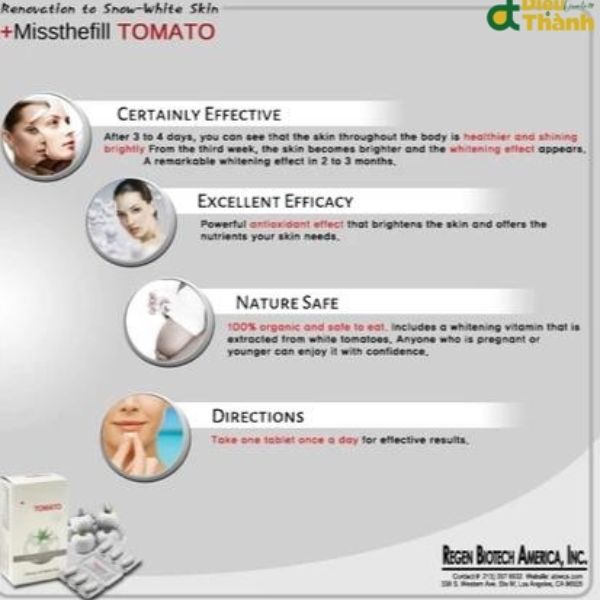 Renovation to Snow-White Skin
+Missthefill TOMATO
Diệu
Thành
CERTAINLY EFFECTIVE
After 3 to 4 days, you can see that the skin throughout the body is healthier and shining
brightly From the third week, the skin becomes brighter and the whitening effect appears.
A remarkable whitening effect in 2 to 3 months.
EXCELLENT EFFICACY
Powerful antioxidant effect that brightens the skin and offers the
nutrients your skin needs.
NATURE SAFE
100% organic and safe to eat. Includes a whitening vitamin that is
extracted from white tomatoes. Anyone who is pregnant or
younger can enjoy it with confidence.
DIRECTIONS
Take one tablet once a day for effective results.
TOMATO
REGEN BIOTECH AMERICA, INC.
Los Angeles, CA